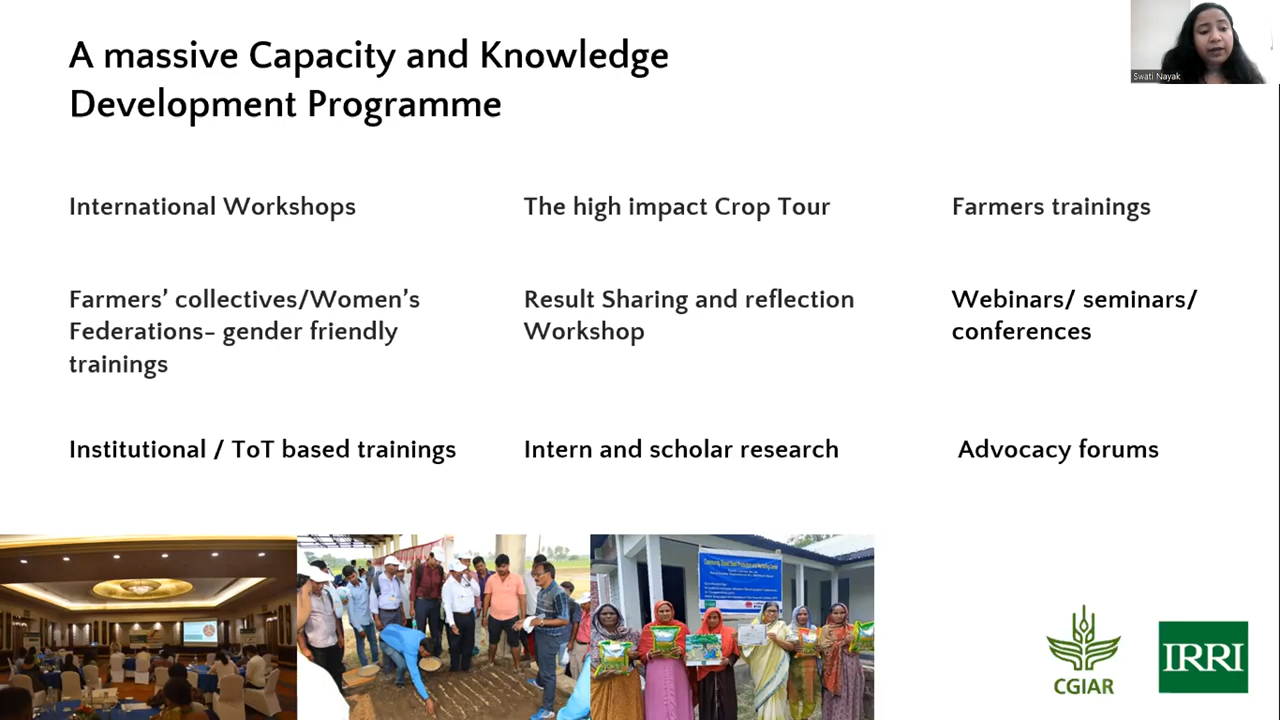 A massive Capacity and Knowledge
Development Programme
Swati Nayak
International Workshops
The high impact Crop Tour
Farmers trainings
Farmers’ collectives/Women’s
Federations- gender friendly
trainings
Result Sharing and reflection
Workshop
Webinars/ seminars/
conferences
Institutional / ToT based trainings
Intern and scholar research
Advocacy forums
CGIAR
IRRI